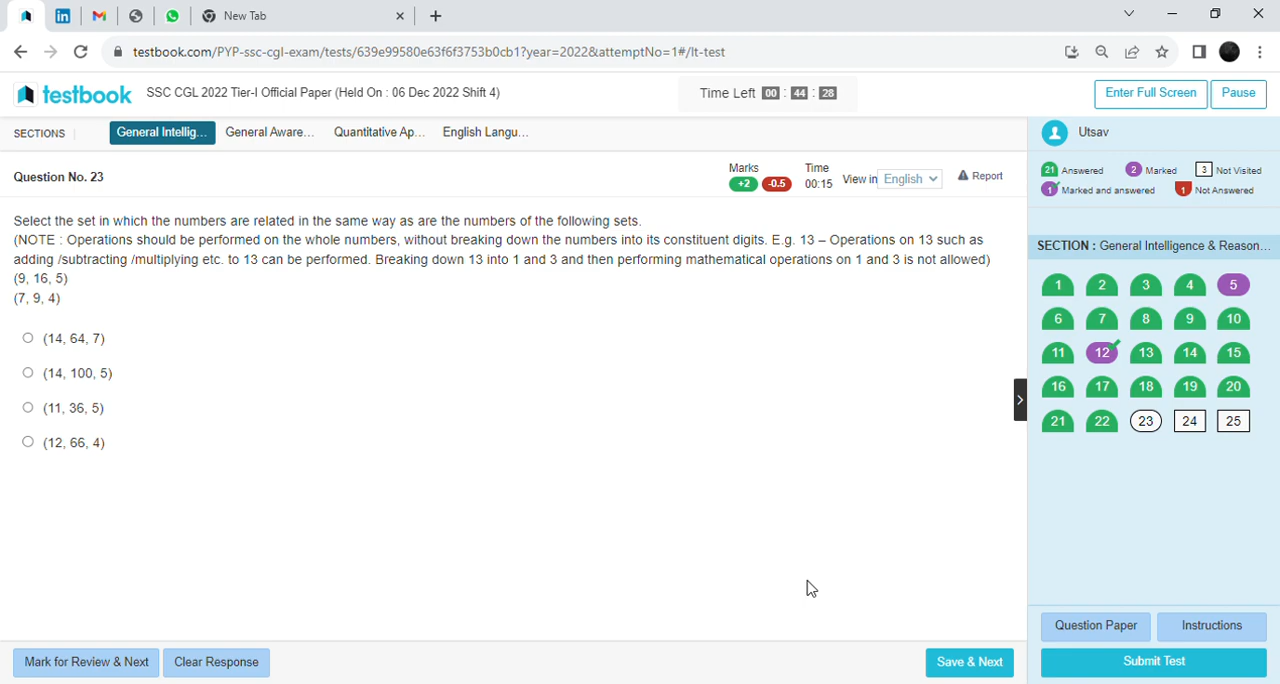 New Tab
testbook.com/PYP-ssc-cgl-exam/tests/639e99580e63f6f3753b0cb1?year=2022&attemptNo=1#/lt-test
testbook SSC CGL 2022 Tier-I Official Paper (Held On : 06 Dec 2022 Shift 4) Time Left 00 : 44 : 28 Enter Full Screen Pause
SECTIONS General Intellig... General Aware... Quantitative Ap... English Langu... Utsav
Question No. 23 Marks +2 -0.5 Time 00:15 View in English Report
21 Answered 2 Marked 3 Not Visited
1 Marked and answered 1 Not Answered
Select the set in which the numbers are related in the same way as are the numbers of the following sets.
(NOTE : Operations should be performed on the whole numbers, without breaking down the numbers into its constituent digits. E.g. 13 – Operations on 13 such as
adding /subtracting /multiplying etc. to 13 can be performed. Breaking down 13 into 1 and 3 and then performing mathematical operations on 1 and 3 is not allowed)
(9, 16, 5)
(7, 9, 4)
(14, 64, 7)
(14, 100, 5)
(11, 36, 5)
(12, 66, 4)
SECTION : General Intelligence & Reason...
1 2 3 4 5
6 7 8 9 10
11 12 13 14 15
16 17 18 19 20
21 22 23 24 25
Question Paper Instructions
Mark for Review & Next Clear Response Save & Next Submit Test